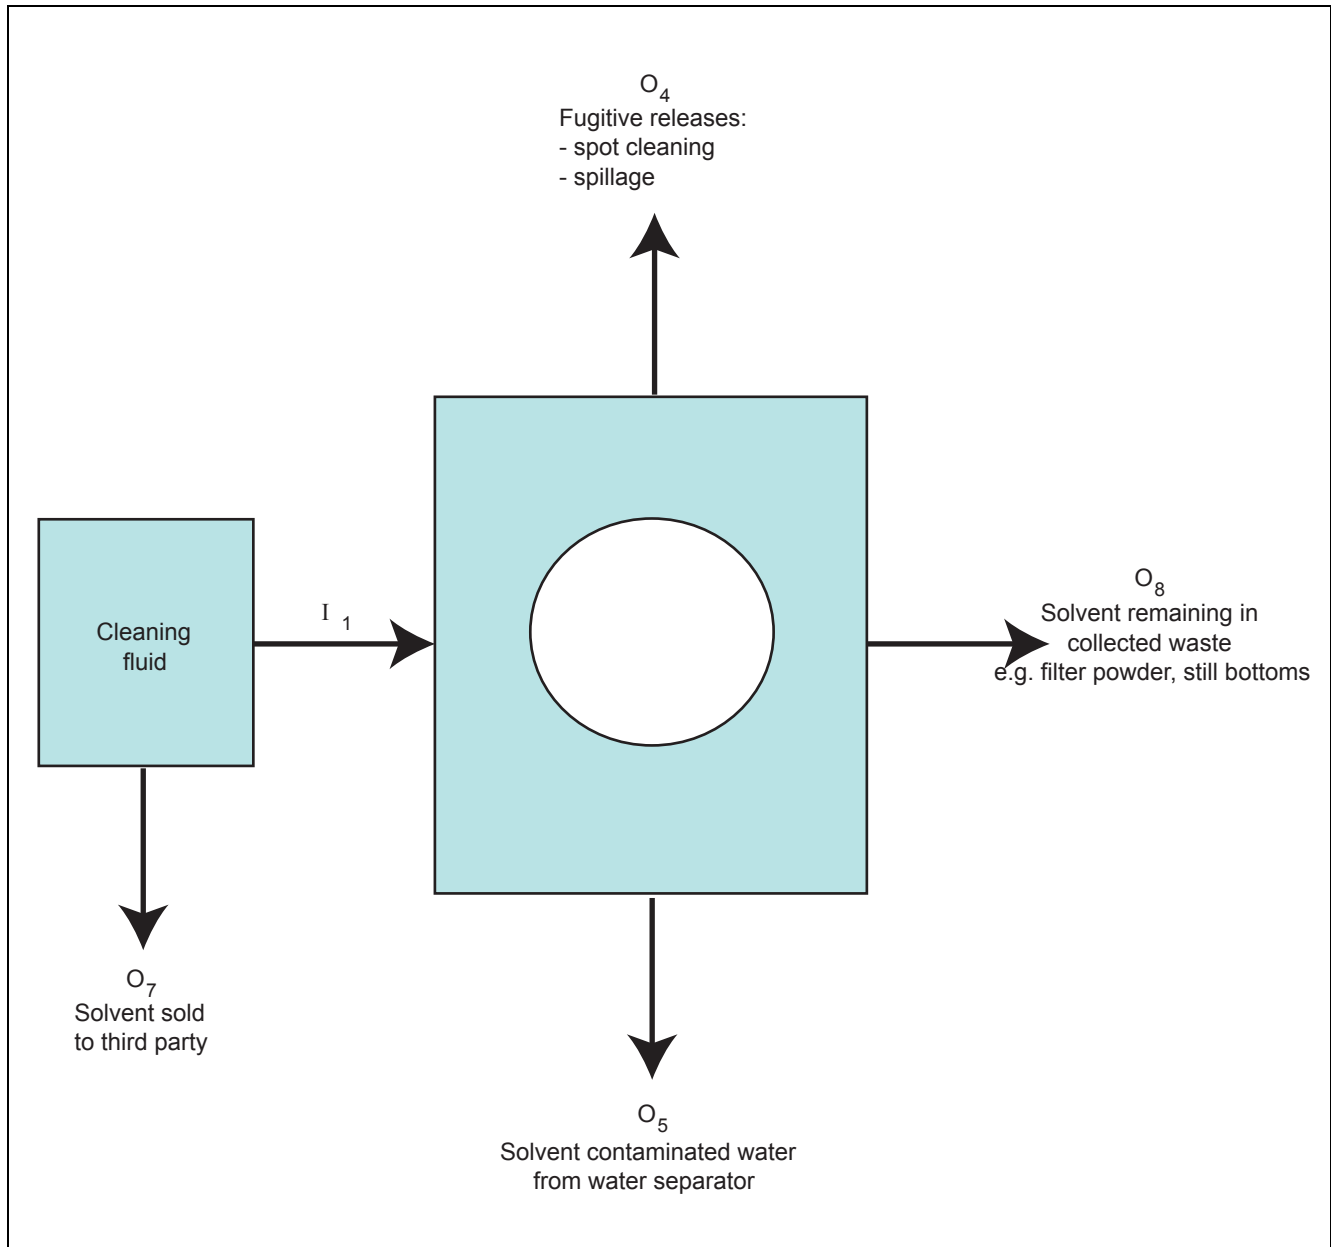 O4
Fugitive releases:
- spot cleaning
- spillage
Cleaning
fluid
I 1
O8
Solvent remaining in
collected waste
e.g. filter powder, still bottoms
O7
Solvent sold
to third party
O5
Solvent contaminated water
from water separator